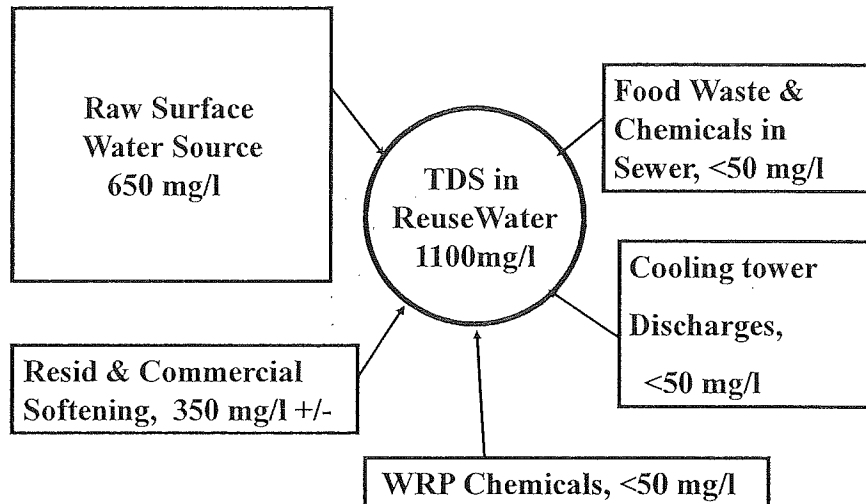 Raw Surface
Water Source
650 mg/l
Food Waste &
Chemicals in
Sewer, <50 mg/l
TDS in
ReuseWater
1100mg/l
Cooling tower
Discharges,
<50 mg/l
Resid & Commercial
Softening, 350 mg/l +/-
WRP Chemicals, <50 mg/l